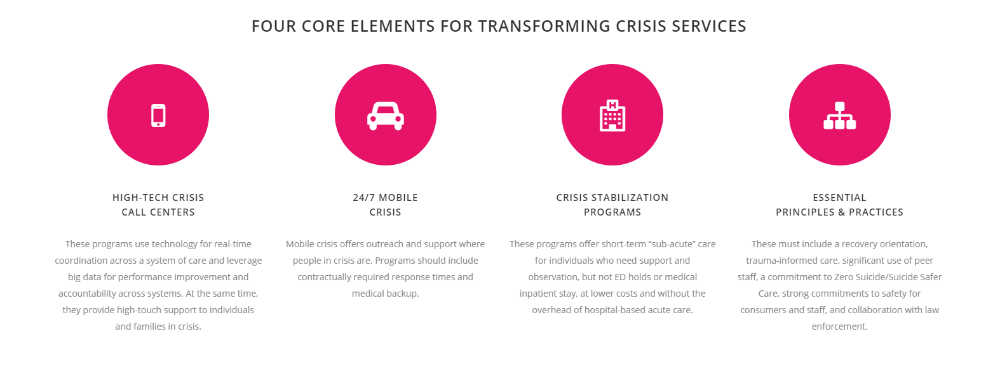 FOUR CORE ELEMENTS FOR TRANSFORMING CRISIS SERVICES
HIGH-TECH CRISIS
CALL CENTERS
These programs use technology for real-time
coordination across a system of care and leverage
big data for performance improvement and
accountability across systems. At the same time,
they provide high-touch support to individuals
and families in crisis.
24/7 MOBILE
CRISIS
Mobile crisis offers outreach and support where
people in crisis are. Programs should include
contractually required response times and
medical backup.
H
CRISIS STABILIZATION
PROGRAMS
These programs offer short-term “sub-acute” care
for individuals who need support and
observation, but not ED holds or medical
inpatient stay, at lower costs and without the
overhead of hospital-based acute care.
ESSENTIAL
PRINCIPLES & PRACTICES
These must include a recovery orientation,
trauma-informed care, significant use of peer
staff, a commitment to Zero Suicide/Suicide Safer
Care, strong commitments to safety for
consumers and staff, and collaboration with law
enforcement.